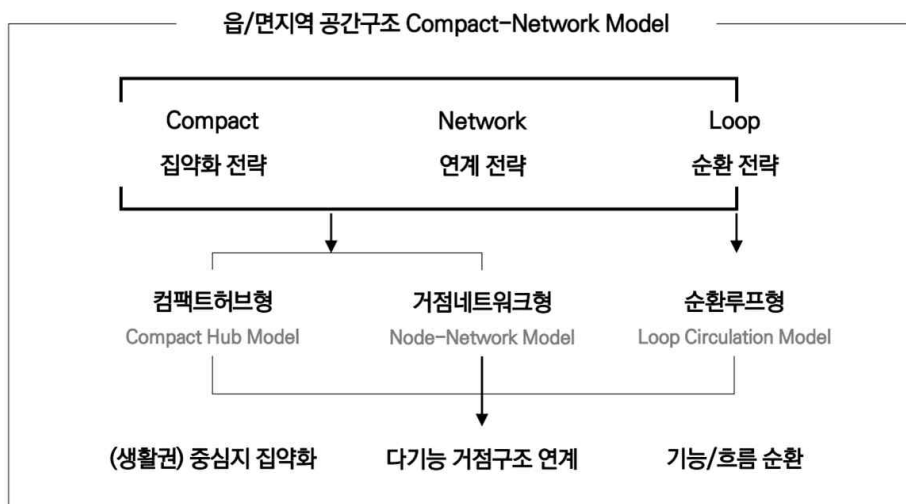 읍/면지역 공간구조 Compact-Network Model
Compact Network Loop
집약화 전략 연계 전략 순환 전략
컴팩트허브형 거점네트워크형 순환루프형
Compact Hub Model Node-Network Model Loop Circulation Model
(생활권) 중심지 집약화 다기능 거점구조 연계 기능/흐름 순환